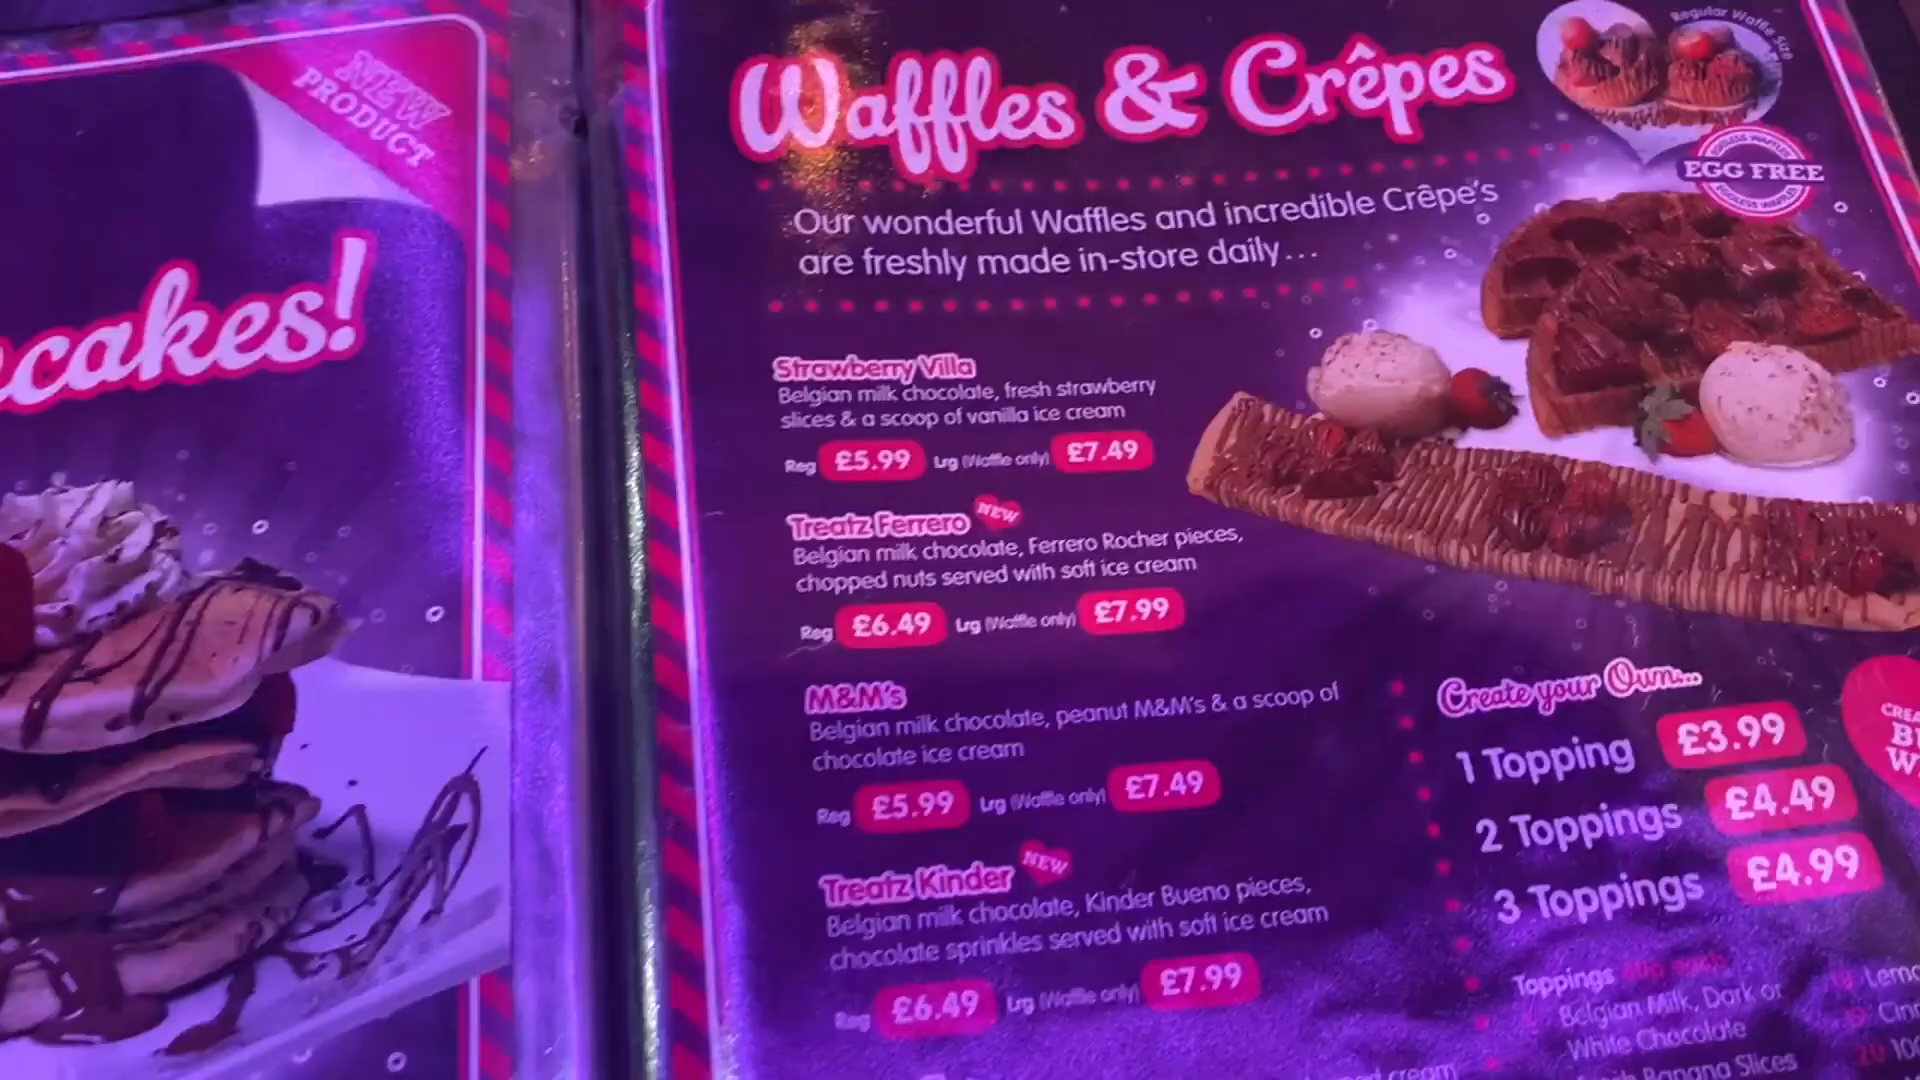 NEW
PRODUCT
cakes!
Waffles & Crêpes
Regular Waffle Size
EGG FREE
EGGLESS WAFFLES
Our wonderful Waffles and incredible Crêpe's
are freshly made in-store daily...
Strawberry Villa
Belgian milk chocolate, fresh strawberry
slices & a scoop of vanilla ice cream
Reg £5.99 Lrg (Waffle only) £7.49
Treatz Ferrero NEW
Belgian milk chocolate, Ferrero Rocher pieces,
chopped nuts served with soft ice cream
Reg £6.49 Lrg (Waffle only) £7.99
M&M's
Belgian milk chocolate, peanut M&M's & a scoop of
chocolate ice cream
Reg £5.99 Lrg (Waffle only) £7.49
Treatz Kinder NEW
Belgian milk chocolate, Kinder Bueno pieces,
chocolate sprinkles served with soft ice cream
Reg £6.49 Lrg (Waffle only) £7.99
Create your Own...
1 Topping £3.99
2 Toppings £4.49
3 Toppings £4.99
Toppings
Belgian Milk, Dark or
White Chocolate
Banana Slices
cream